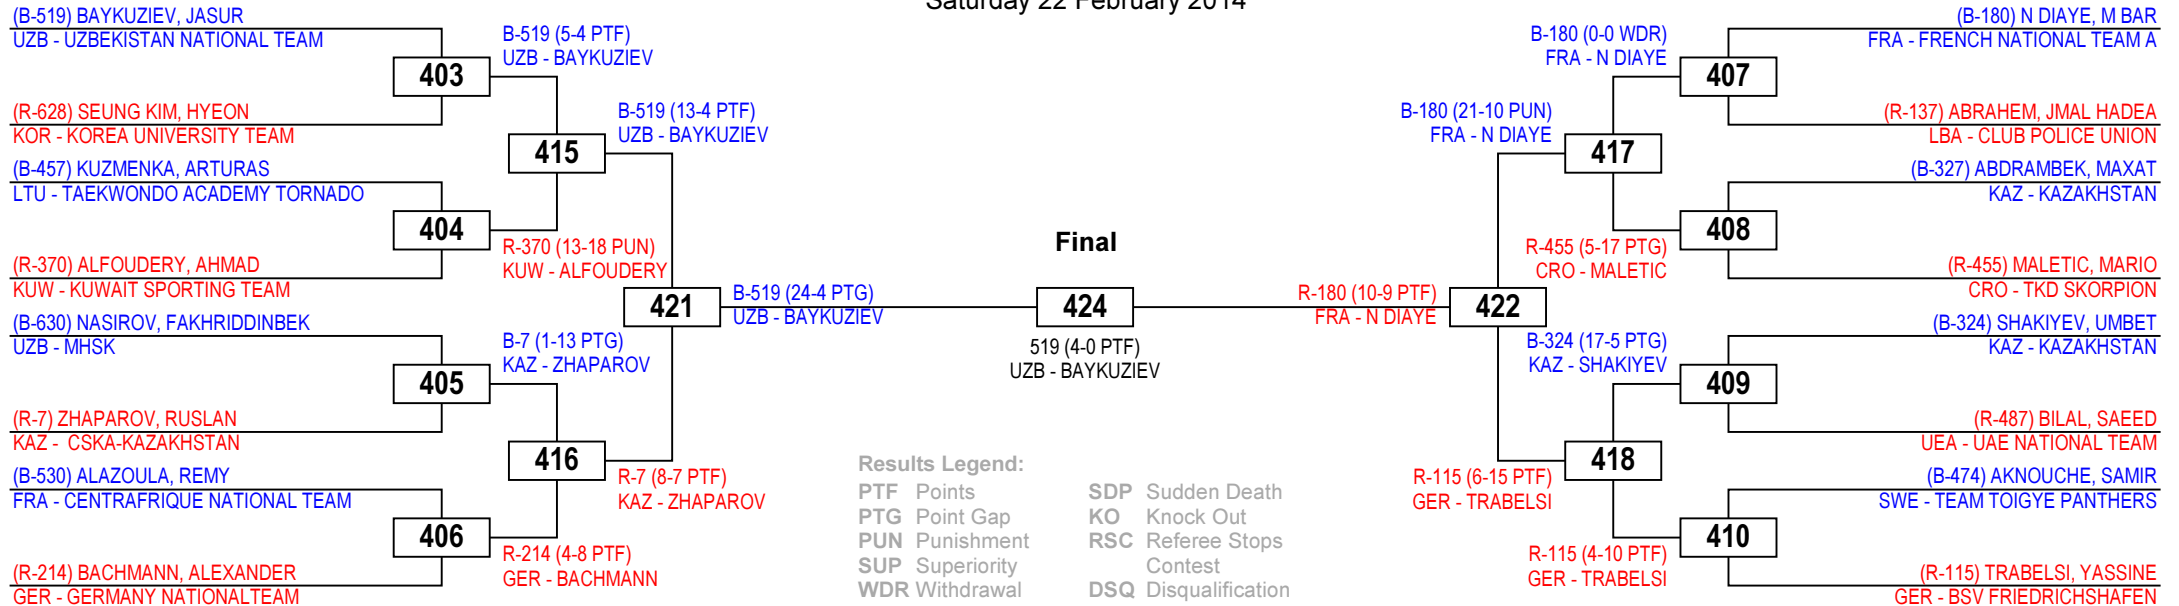 Saturday 22 February 2014
(B-519) BAYKUZIEV, JASUR
UZB - UZBEKISTAN NATIONAL TEAM
(R-628) SEUNG KIM, HYEON
KOR - KOREA UNIVERSITY TEAM
(B-457) KUZMENKA, ARTURAS
LTU - TAEKWONDO ACADEMY TORNADO
(R-370) ALFOUDERY, AHMAD
KUW - KUWAIT SPORTING TEAM
(B-630) NASIROV, FAKHRIDDINBEK
UZB - MHSK
(R-7) ZHAPAROV, RUSLAN
KAZ - CSKA-KAZAKHSTAN
(B-530) ALAZOULA, REMY
FRA - CENTRAFRIQUE NATIONAL TEAM
(R-214) BACHMANN, ALEXANDER
GER - GERMANY NATIONALTEAM
403
404
405
406
B-519 (5-4 PTF)
UZB - BAYKUZIEV
R-370 (13-18 PUN)
KUW - ALFOUDERY
B-7 (1-13 PTG)
KAZ - ZHAPAROV
R-214 (4-8 PTF)
GER - BACHMANN
415
416
B-519 (13-4 PTF)
UZB - BAYKUZIEV
R-7 (8-7 PTF)
KAZ - ZHAPAROV
421
B-519 (24-4 PTG)
UZB - BAYKUZIEV
Final
424
519 (4-0 PTF)
UZB - BAYKUZIEV
R-180 (10-9 PTF)
FRA - N DIAYE
422
B-180 (21-10 PUN)
FRA - N DIAYE
R-115 (6-15 PTF)
GER - TRABELSI
417
418
B-180 (0-0 WDR)
FRA - N DIAYE
R-455 (5-17 PTG)
CRO - MALETIC
B-324 (17-5 PTG)
KAZ - SHAKIYEV
R-115 (4-10 PTF)
GER - TRABELSI
407
408
409
410
(B-180) N DIAYE, M BAR
FRA - FRENCH NATIONAL TEAM A
(R-137) ABRAHEM, JMAL HADEA
LBA - CLUB POLICE UNION
(B-327) ABDRAMBEK, MAXAT
KAZ - KAZAKHSTAN
(R-455) MALETIC, MARIO
CRO - TKD SKORPION
(B-324) SHAKIYEV, UMBET
KAZ - KAZAKHSTAN
(R-487) BILAL, SAEED
UEA - UAE NATIONAL TEAM
(B-474) AKNOUCHE, SAMIR
SWE - TEAM TOIGYE PANTHERS
(R-115) TRABELSI, YASSINE
GER - BSV FRIEDRICHSHAFEN
Results Legend:
PTF Points
PTG Point Gap
PUN Punishment
SUP Superiority
WDR Withdrawal
SDP Sudden Death
KO Knock Out
RSC Referee Stops
Contest
DSQ Disqualification